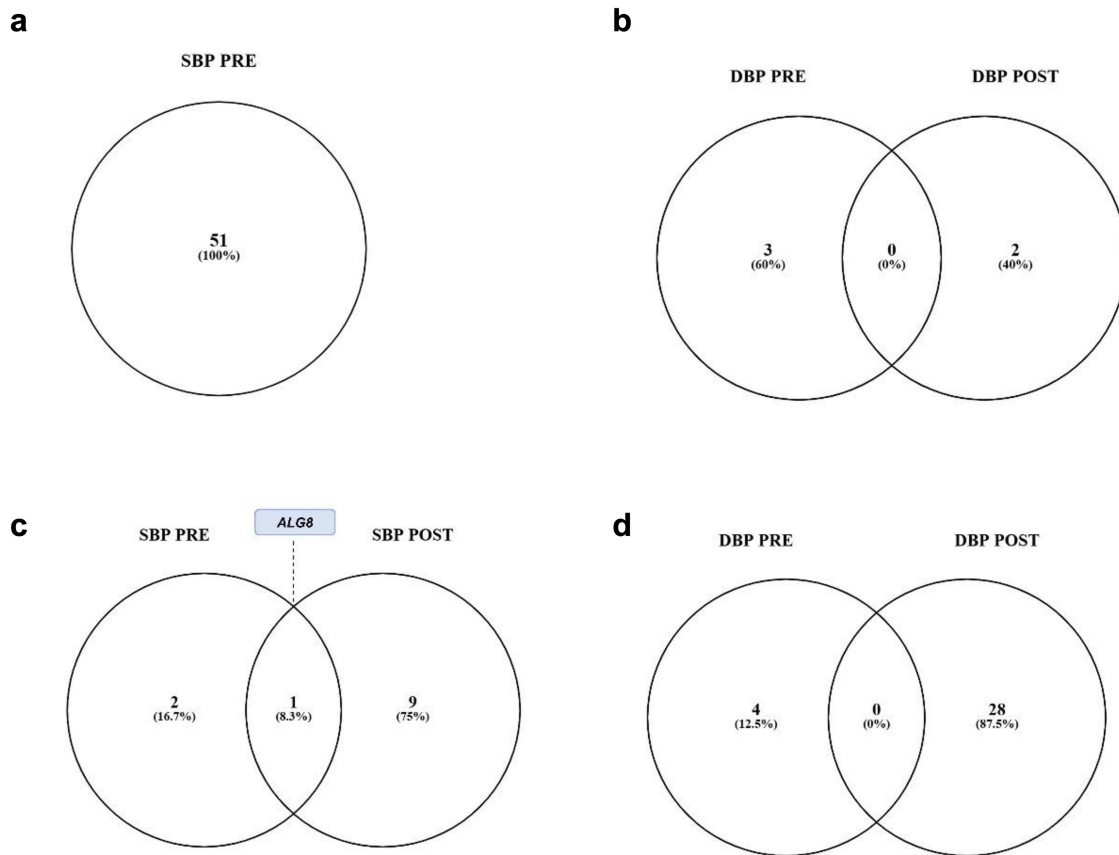 a
SBP PRE
51
(100%)
b
DBP PRE
DBP POST
3
(60%)
0
(0%)
2
(40%)
c
SBP PRE
ALG8
SBP POST
2
(16.7%)
1
(8.3%)
9
(75%)
d
DBP PRE
DBP POST
4
(12.5%)
0
(0%)
28
(87.5%)